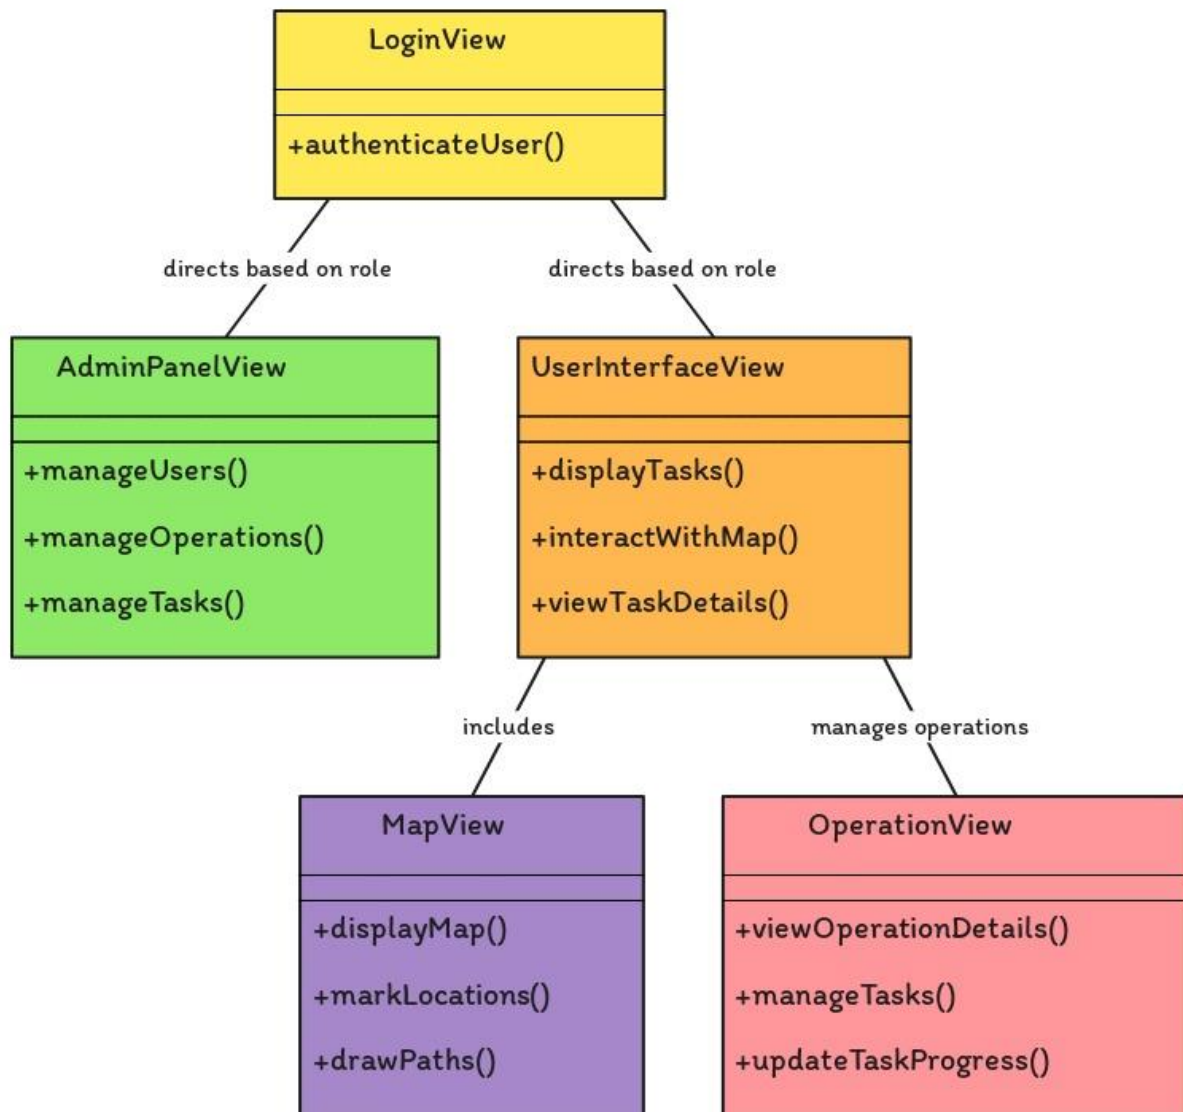 LoginView
+authenticateUser()
directs based on role
directs based on role
AdminPanelView
+manageUsers()
+manageOperations()
+manageTasks()
UserInterfaceView
+displayTasks()
+interactWithMap()
+viewTaskDetails()
includes
manages operations
MapView
+displayMap()
+markLocations()
+drawPaths()
OperationView
+viewOperationDetails()
+manageTasks()
+updateTaskProgress()